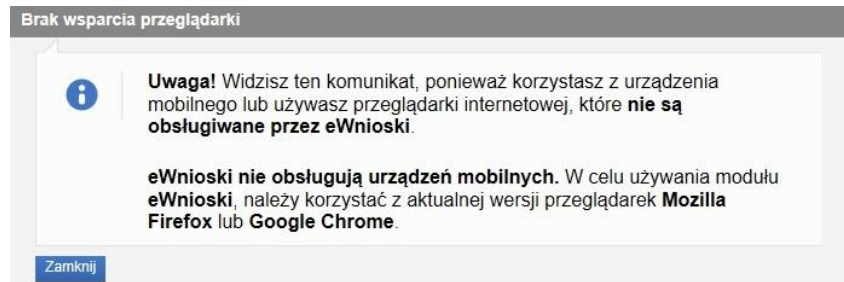 Brak wsparcia przeglądarki
Uwaga! Widzisz ten komunikat, ponieważ korzystasz z urządzenia
mobilnego lub używasz przeglądarki internetowej, które nie są
obsługiwane przez eWnioski.
eWnioski nie obsługują urządzeń mobilnych. W celu używania modułu
eWnioski, należy korzystać z aktualnej wersji przeglądarek Mozilla
Firefox lub Google Chrome.
Zamknij